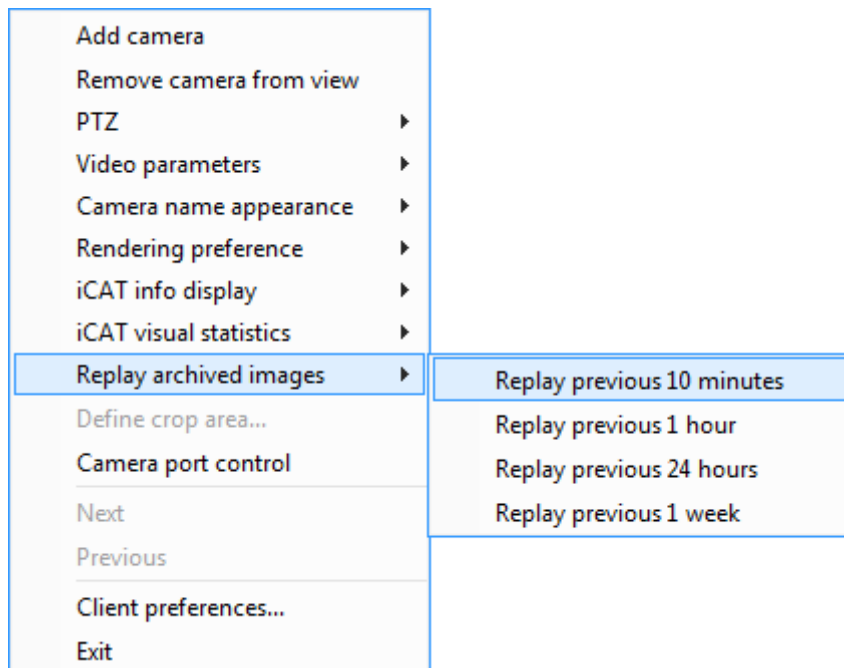 Add camera
Remove camera from view
PTZ
Video parameters
Camera name appearance
Rendering preference
iCAT info display
iCAT visual statistics
Replay archived images
Replay previous 10 minutes
Replay previous 1 hour
Replay previous 24 hours
Replay previous 1 week
Define crop area...
Camera port control
Next
Previous
Client preferences...
Exit